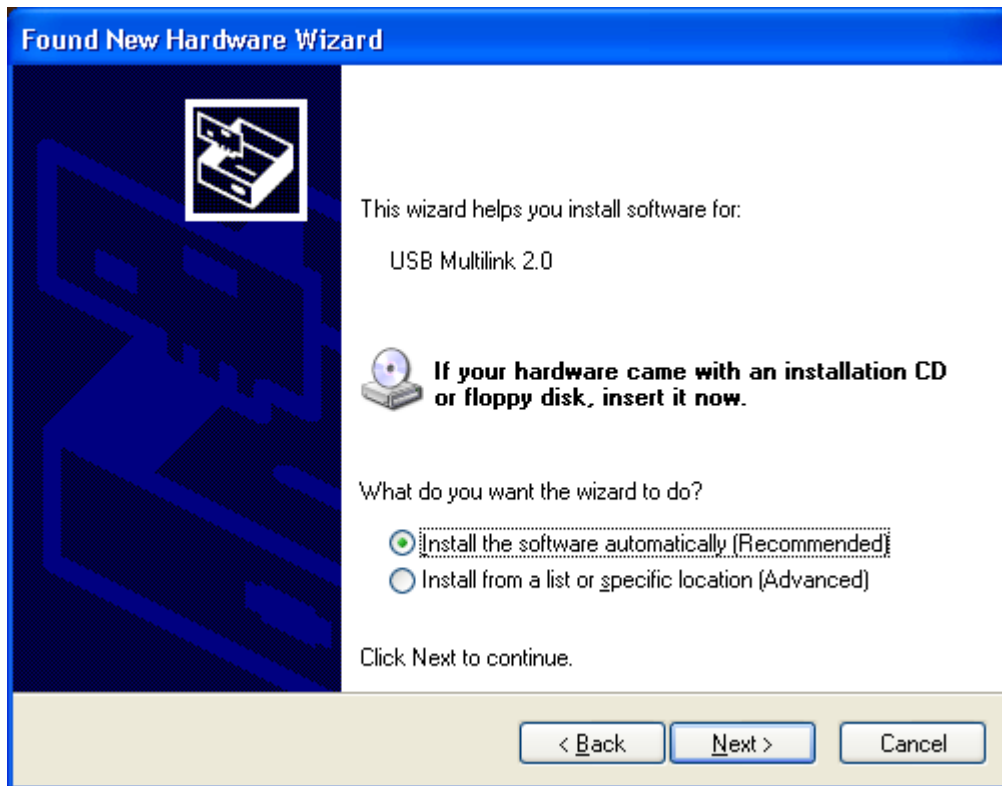 Found New Hardware Wizard
This wizard helps you install software for:
USB Multilink 2.0
If your hardware came with an installation CD
or floppy disk, insert it now.
What do you want the wizard to do?
Install the software automatically (Recommended)
Install from a list or specific location (Advanced)
Click Next to continue.
< Back Next > Cancel